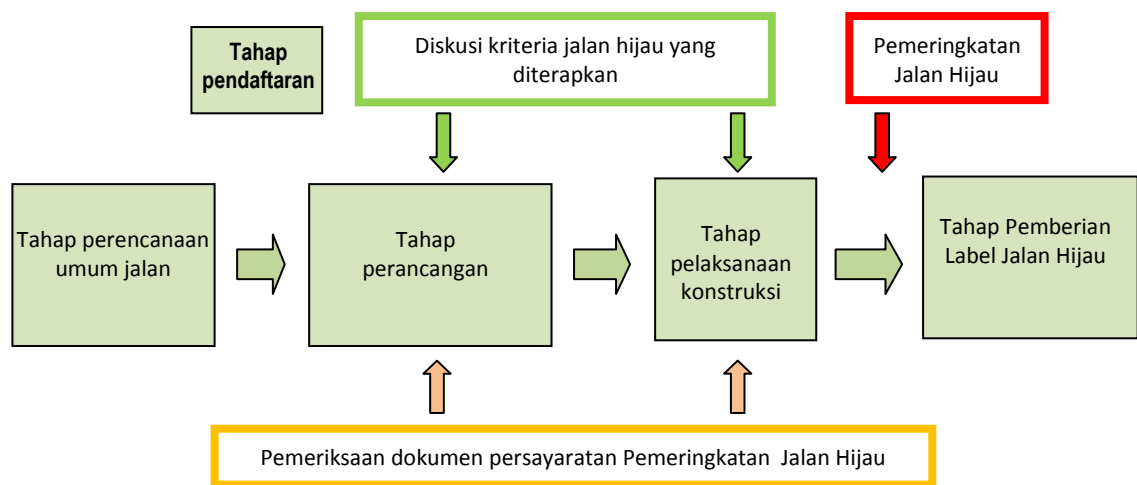 Tahap
pendaftaran
Diskusi kriteria jalan hijau yang
diterapkan
Pemeringkatan
Jalan Hijau
Tahap perencanaan
umum jalan
Tahap
perancangan
Tahap
pelaksanaan
konstruksi
Tahap Pemberian
Label Jalan Hijau
Pemeriksaan dokumen persayaratan Pemeringkatan Jalan Hijau